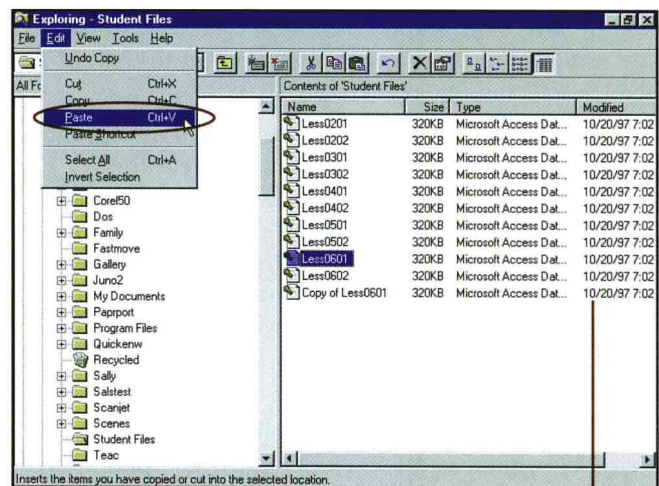 Exploring - Student Files
File Edit View Tools Help
Undo Copy
Cut Ctrl+X
Copy Ctrl+C
Paste Ctrl+V
Paste Shortcut
Select All Ctrl+A
Invert Selection
All Fo
Corel50
Dos
Family
Fastmove
Gallery
Juno2
My Documents
Paprport
Program Files
Quickenw
Recycled
Sally
Salstest
Scanjet
Scenes
Student Files
Teac
Contents of 'Student Files'
Name Size Type Modified
Less0201 320KB Microsoft Access Dat... 10/20/97 7:02
Less0202 320KB Microsoft Access Dat... 10/20/97 7:02
Less0301 320KB Microsoft Access Dat... 10/20/97 7:02
Less0302 320KB Microsoft Access Dat... 10/20/97 7:02
Less0401 320KB Microsoft Access Dat... 10/20/97 7:02
Less0402 320KB Microsoft Access Dat... 10/20/97 7:02
Less0501 320KB Microsoft Access Dat... 10/20/97 7:02
Less0502 320KB Microsoft Access Dat... 10/20/97 7:02
Less0601 320KB Microsoft Access Dat... 10/20/97 7:02
Less0602 320KB Microsoft Access Dat... 10/20/97 7:02
Copy of Less0601 320KB Microsoft Access Dat... 10/20/97 7:02
Inserts the items you have copied or cut into the selected location.